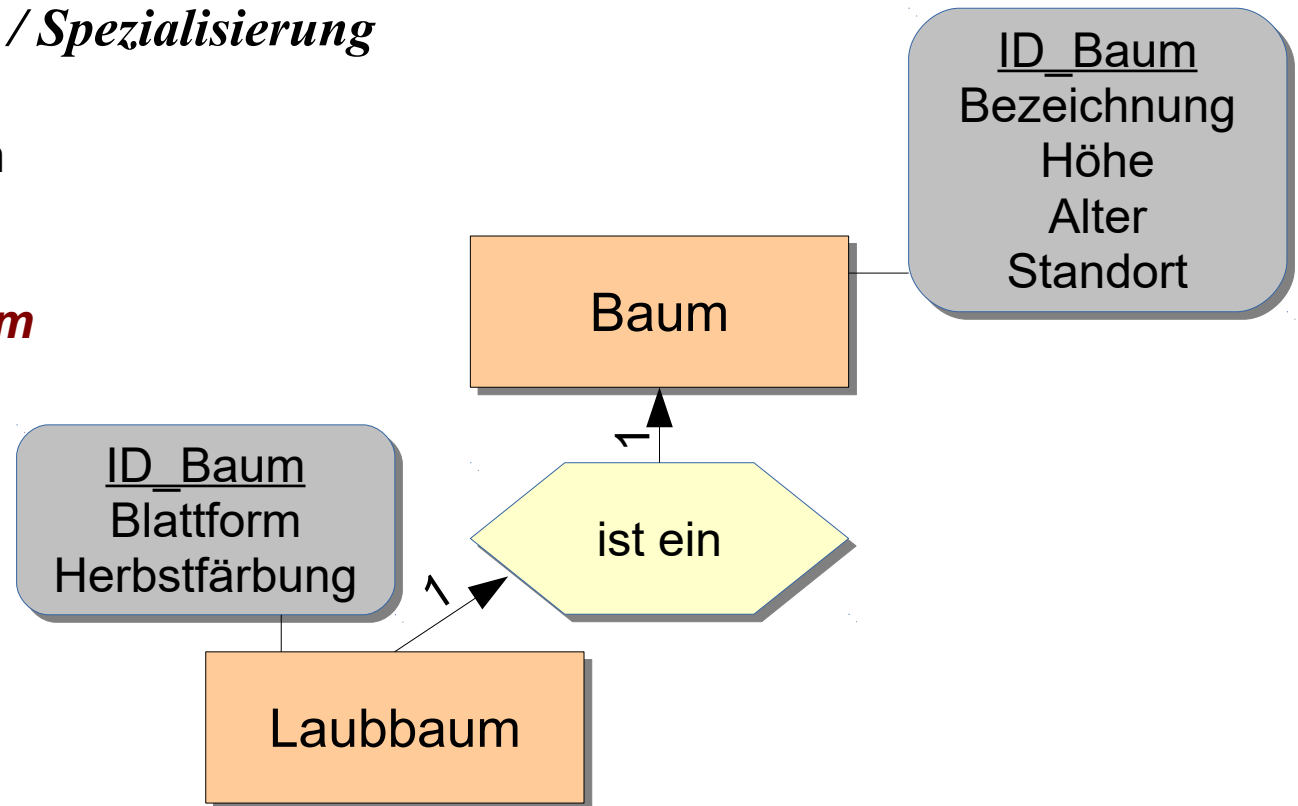 / Spezialisierung
ID_Baum
Bezeichnung
Höhe
Alter
Standort
n
Baum
m
1
ID_Baum
Blattform
Herbstfärbung
ist ein
1
Laubbaum